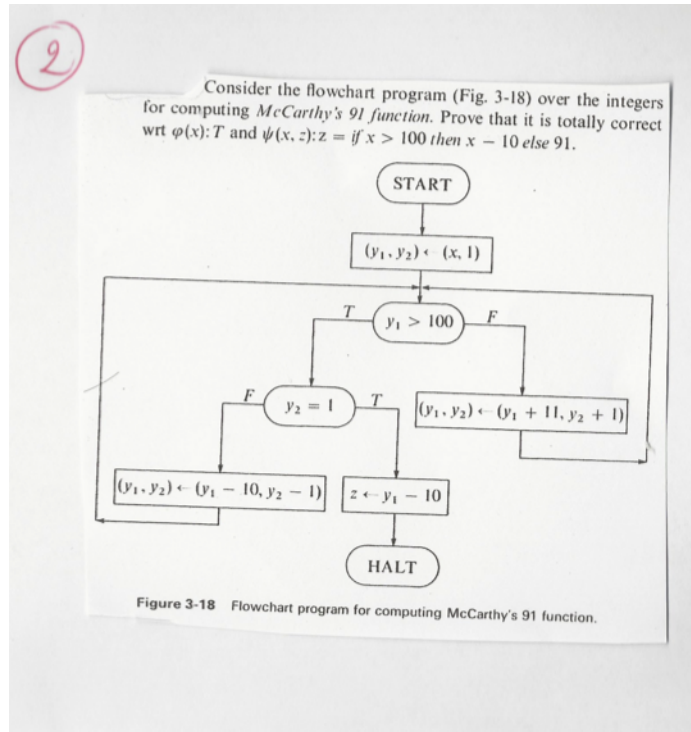 2
Consider the flowchart program (Fig. 3-18) over the integers
for computing McCarthy's 91 function. Prove that it is totally correct
wrt φ(x): T and ψ(x, z): z = if x > 100 then x − 10 else 91.
START
(y₁, y₂) ← (x, 1)
T
y₁ > 100
F
F
y₂ = 1
T
(y₁, y₂) ← (y₁ + 11, y₂ + 1)
(y₁, y₂) ← (y₁ − 10, y₂ − 1)
z ← y₁ − 10
HALT
Figure 3-18 Flowchart program for computing McCarthy's 91 function.